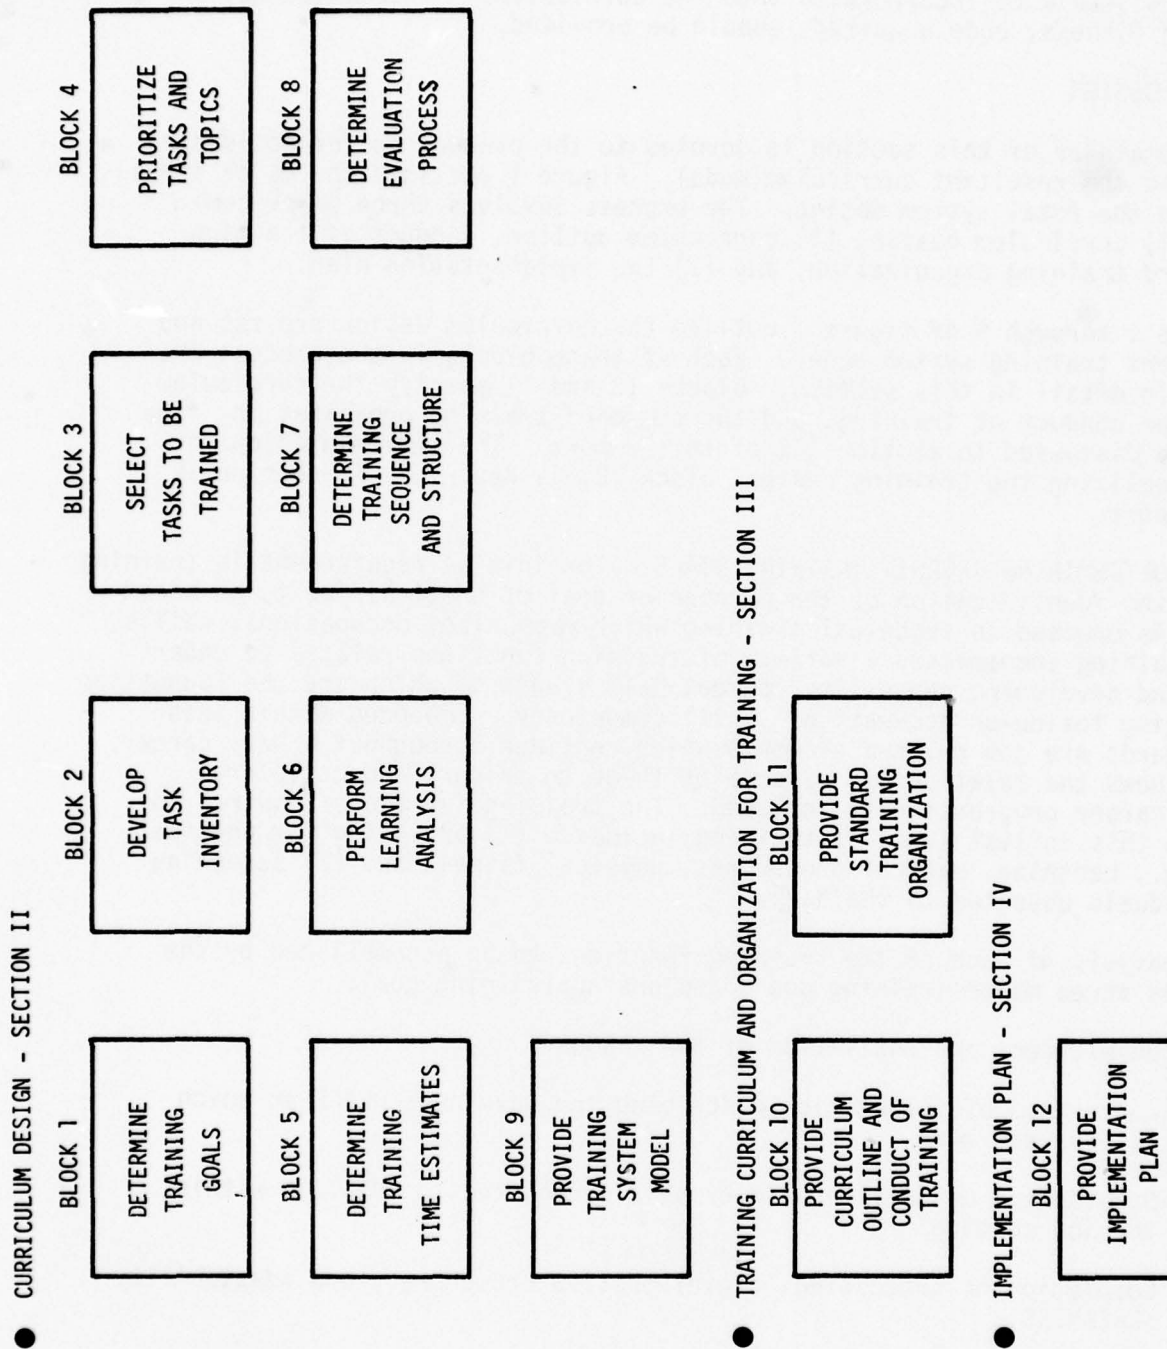 ● CURRICULUM DESIGN - SECTION II
BLOCK 1
DETERMINE
TRAINING
GOALS
BLOCK 2
DEVELOP
TASK
INVENTORY
BLOCK 3
SELECT
TASKS TO BE
TRAINED
BLOCK 4
PRIORITIZE
TASKS AND
TOPICS
BLOCK 5
DETERMINE
TRAINING
TIME ESTIMATES
BLOCK 6
PERFORM
LEARNING
ANALYSIS
BLOCK 7
DETERMINE
TRAINING
SEQUENCE
AND STRUCTURE
BLOCK 8
DETERMINE
EVALUATION
PROCESS
BLOCK 9
PROVIDE
TRAINING
SYSTEM
MODEL
● TRAINING CURRICULUM AND ORGANIZATION FOR TRAINING - SECTION III
BLOCK 10
PROVIDE
CURRICULUM
OUTLINE AND
CONDUCT OF
TRAINING
BLOCK 11
PROVIDE
STANDARD
TRAINING
ORGANIZATION
● IMPLEMENTATION PLAN - SECTION IV
BLOCK 12
PROVIDE
IMPLEMENTATION
PLAN